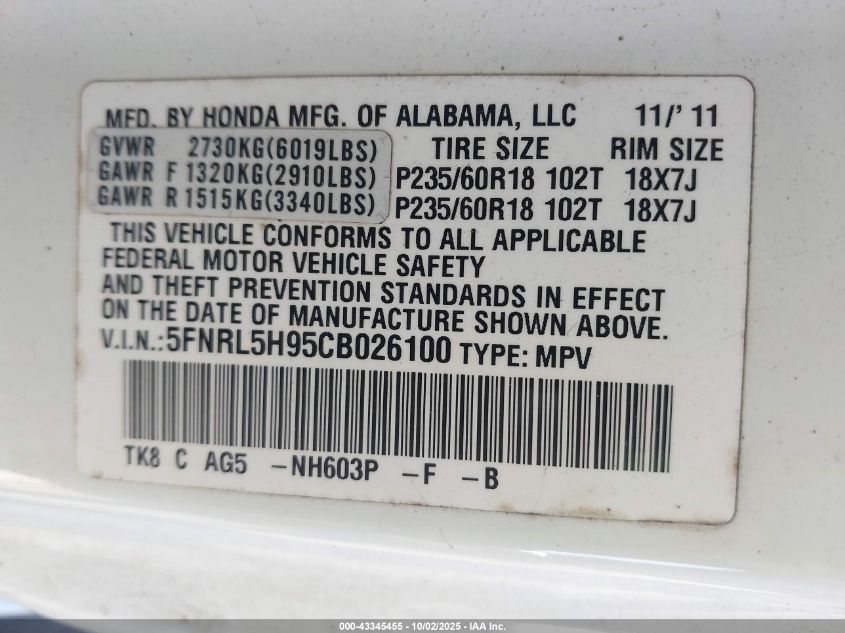 MFD. BY HONDA MFG. OF ALABAMA, LLC 11/' 11
GVWR 2730KG(6019LBS) TIRE SIZE RIM SIZE
GAWR F 1320KG(2910LBS) P235/60R18 102T 18X7J
GAWR R 1515KG(3340LBS) P235/60R18 102T 18X7J
THIS VEHICLE CONFORMS TO ALL APPLICABLE
FEDERAL MOTOR VEHICLE SAFETY
AND THEFT PREVENTION STANDARDS IN EFFECT
ON THE DATE OF MANUFACTURE SHOWN ABOVE.
V.I.N.:5FNRL5H95CB026100 TYPE: MPV
TK8 C AG5 -NH603P -F -B
000-43345455 - 10/02/2025 - IAA Inc.